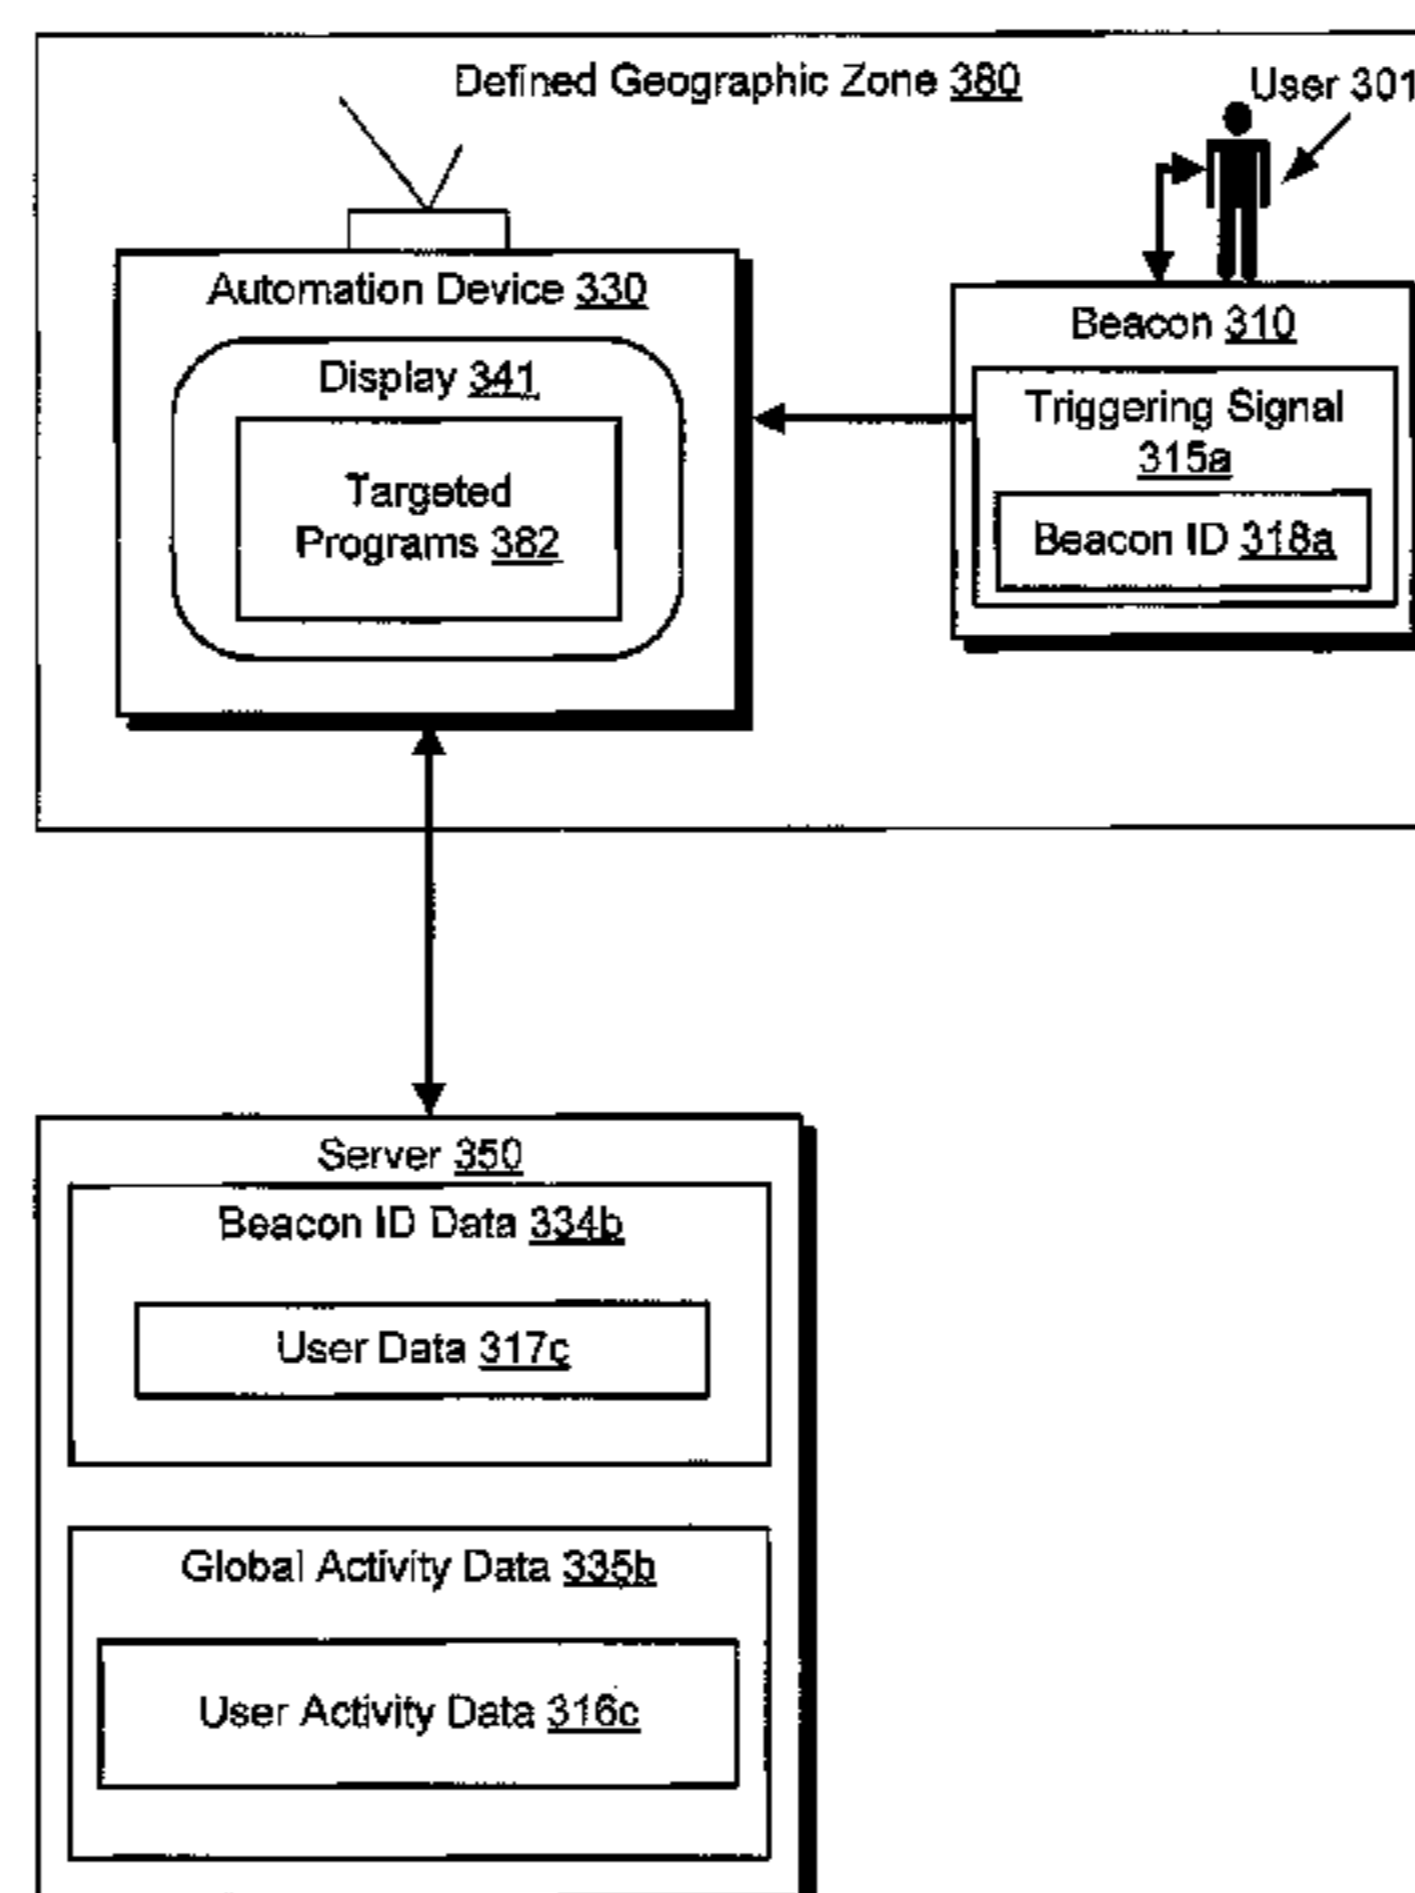 Defined Geographic Zone 380
User 301
Automation Device 330
Display 341
Targeted
Programs 382
Beacon 310
Triggering Signal
315a
Beacon ID 318a
Server 350
Beacon ID Data 334b
User Data 317c
Global Activity Data 335b
User Activity Data 316c